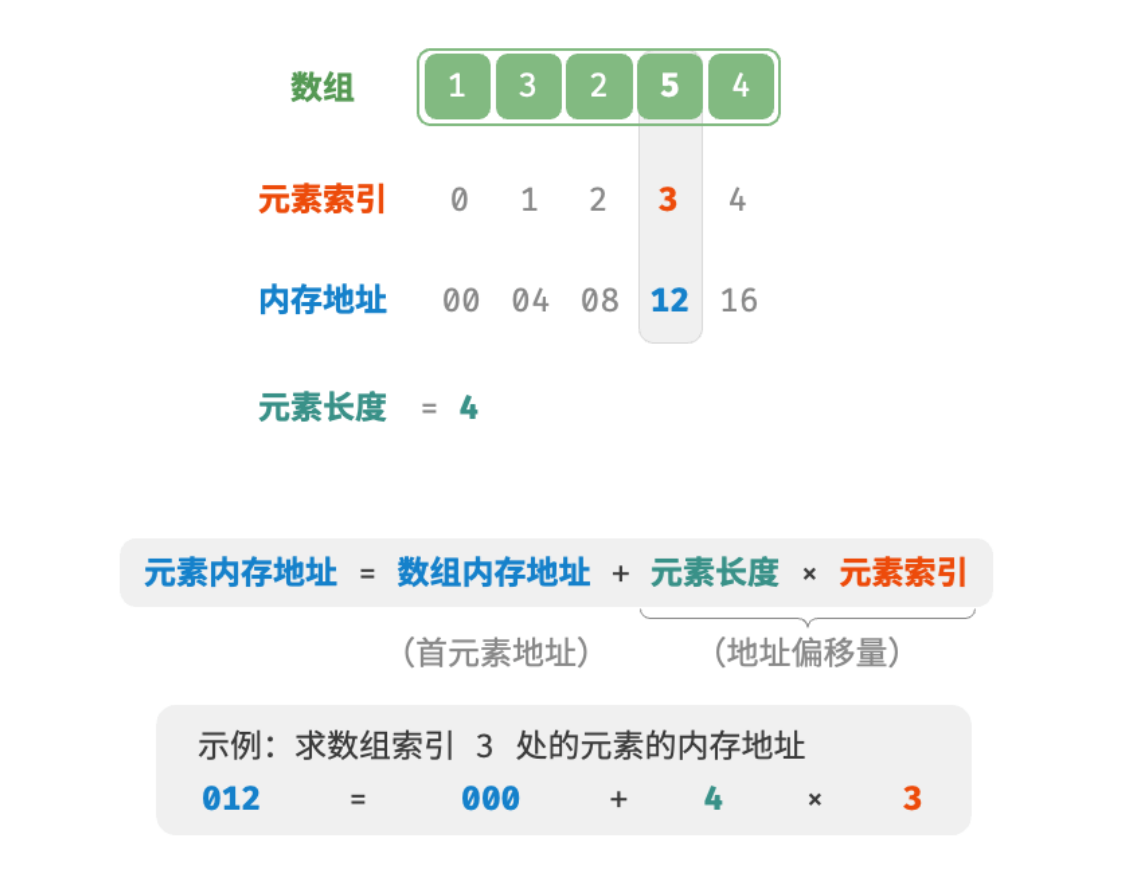 数组 1 3 2 5 4
元素索引 0 1 2 3 4
内存地址 00 04 08 12 16
元素长度 = 4
元素内存地址 = 数组内存地址 + 元素长度 × 元素索引
（首元素地址） （地址偏移量）
示例：求数组索引 3 处的元素的内存地址
012 = 000 + 4 × 3